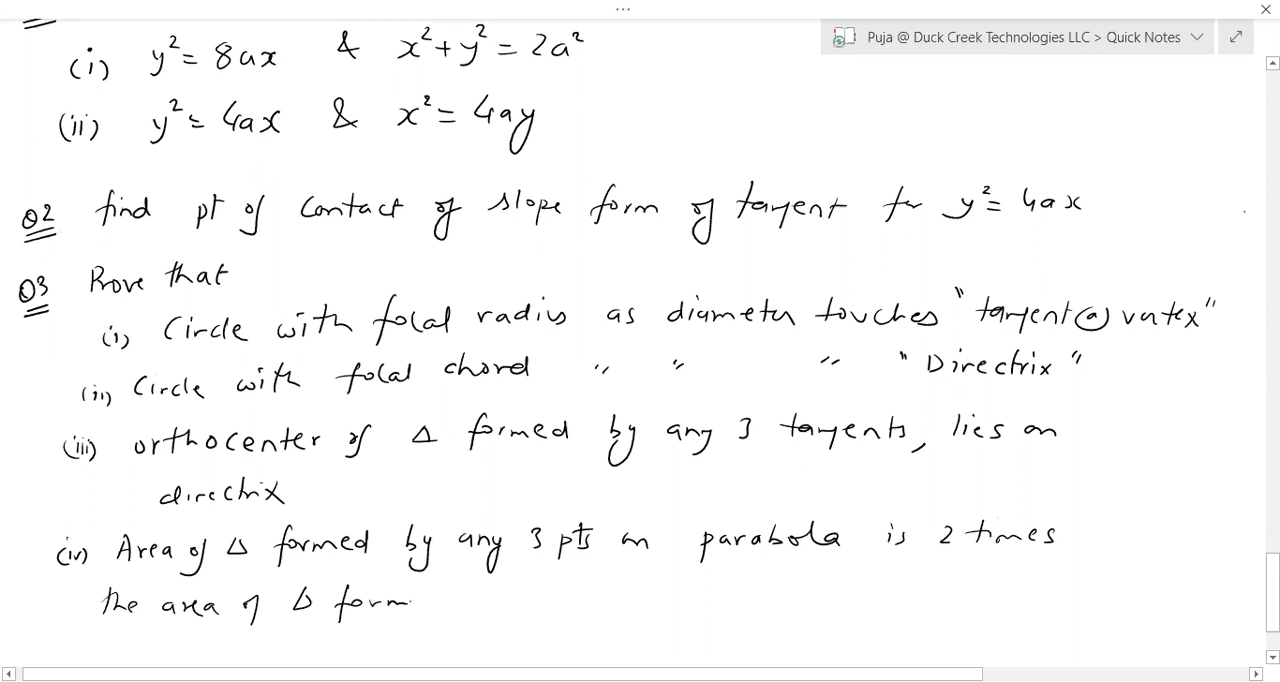 ...
Puja @ Duck Creek Technologies LLC > Quick Notes
(i) y² = 8ax & x² + y² = 2a²
(ii) y² = 4ax & x² = 4ay
Q2 find pt of contact of slope form of tangent for y² = 4ax
Q3 Prove that
(i) Circle with focal radius as diameter touches "tangent @ vertex"
(ii) Circle with focal chord " " " "Directrix"
(iii) orthocenter of Δ formed by any 3 tangents, lies on
directrix
(iv) Area of Δ formed by any 3 pts on parabola is 2 times
the area of Δ form